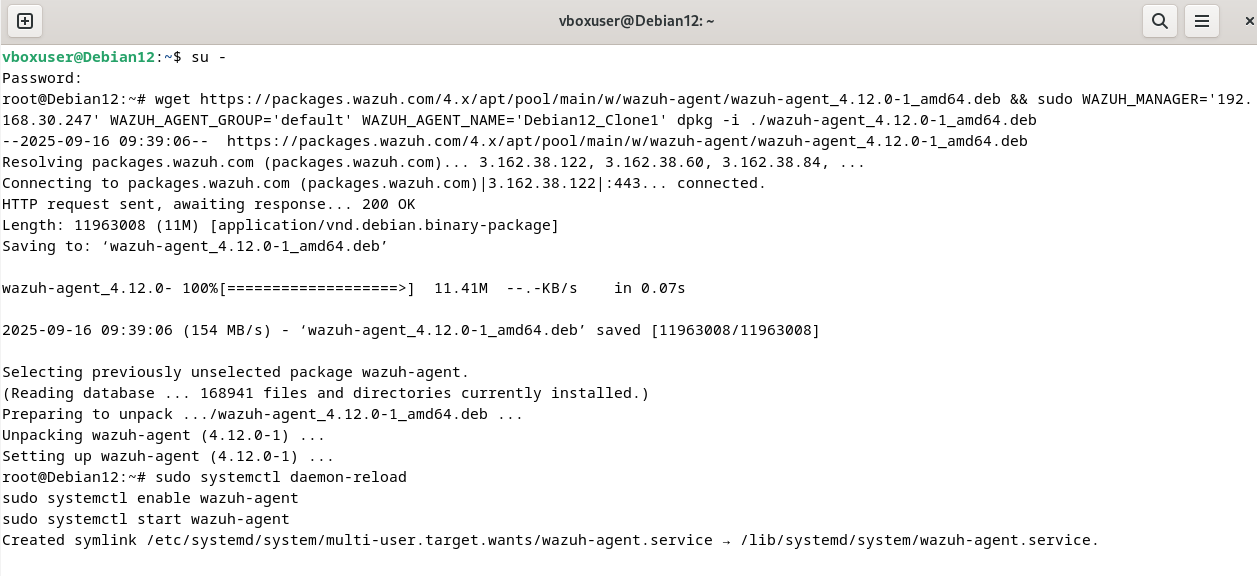 vboxuser@Debian12: ~
vboxuser@Debian12:~$ su -
Password:
root@Debian12:~# wget https://packages.wazuh.com/4.x/apt/pool/main/w/wazuh-agent/wazuh-agent_4.12.0-1_amd64.deb && sudo WAZUH_MANAGER='192.
168.30.247' WAZUH_AGENT_GROUP='default' WAZUH_AGENT_NAME='Debian12_Clone1' dpkg -i ./wazuh-agent_4.12.0-1_amd64.deb
--2025-09-16 09:39:06--  https://packages.wazuh.com/4.x/apt/pool/main/w/wazuh-agent/wazuh-agent_4.12.0-1_amd64.deb
Resolving packages.wazuh.com (packages.wazuh.com)... 3.162.38.122, 3.162.38.60, 3.162.38.84, ...
Connecting to packages.wazuh.com (packages.wazuh.com)|3.162.38.122|:443... connected.
HTTP request sent, awaiting response... 200 OK
Length: 11963008 (11M) [application/vnd.debian.binary-package]
Saving to: ‘wazuh-agent_4.12.0-1_amd64.deb’
wazuh-agent_4.12.0- 100%[===================>]  11.41M  --.-KB/s    in 0.07s
2025-09-16 09:39:06 (154 MB/s) - ‘wazuh-agent_4.12.0-1_amd64.deb’ saved [11963008/11963008]
Selecting previously unselected package wazuh-agent.
(Reading database ... 168941 files and directories currently installed.)
Preparing to unpack .../wazuh-agent_4.12.0-1_amd64.deb ...
Unpacking wazuh-agent (4.12.0-1) ...
Setting up wazuh-agent (4.12.0-1) ...
root@Debian12:~# sudo systemctl daemon-reload
sudo systemctl enable wazuh-agent
sudo systemctl start wazuh-agent
Created symlink /etc/systemd/system/multi-user.target.wants/wazuh-agent.service → /lib/systemd/system/wazuh-agent.service.